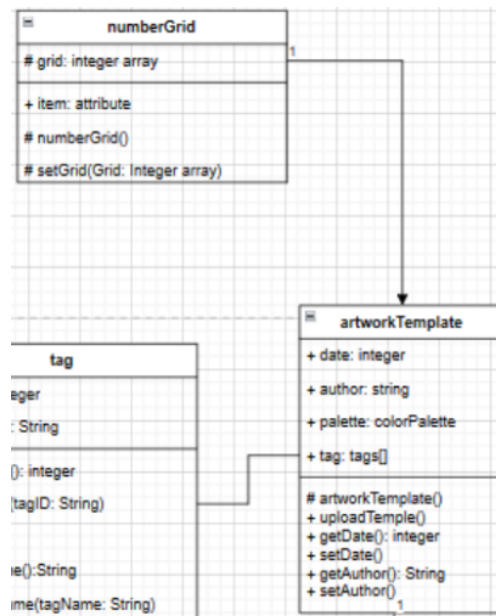 numberGrid
# grid: integer array
1
+ item: attribute
# numberGrid()
# setGrid(Grid: Integer array)
artworkTemplate
+ date: integer
+ author: string
+ palette: colorPalette
+ tag: tags[]
# artworkTemplate()
+ uploadTemple()
+ getDate(): integer
+ setDate()
+ getAuthor(): String
+ setAuthor()
1
tag
eger
: String
(): integer
(tagID: String)
me():String
me(tagName: String)